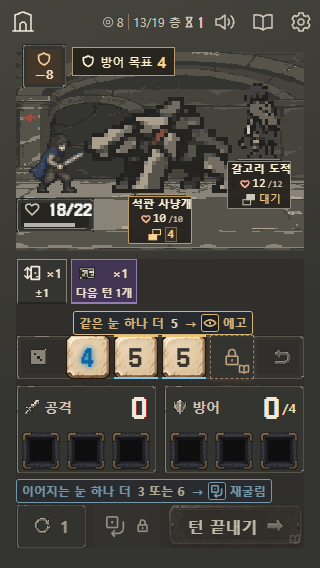 8 13/19 층 1
-8 방어 목표 4
갈고리 도적
12/12
대기
18/22
석판 사냥개
10/10
4
×1
±1
×1
다음 턴 1개
같은 눈 하나 더 5 → 예고
4 5 5
공격 0
방어 0/4
이어지는 눈 하나 더 3 또는 6 → 재굴림
1
턴 끝내기